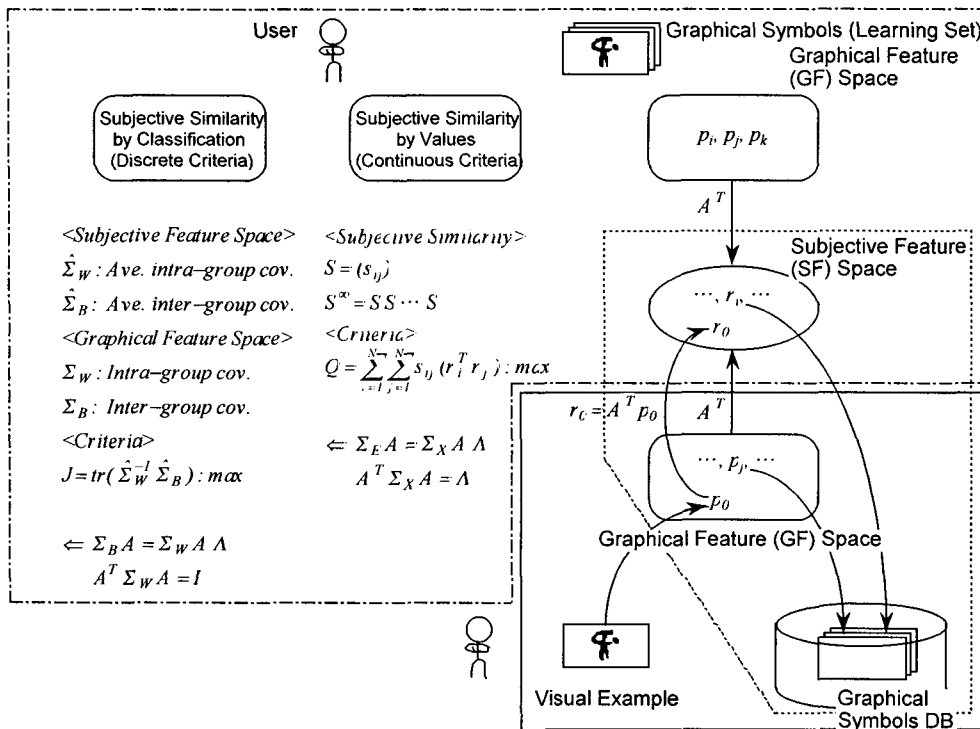 User
Graphical Symbols (Learning Set)
Graphical Feature
(GF) Space
Subjective Similarity
by Classification
(Discrete Criteria)
Subjective Similarity
by Values
(Continuous Criteria)
p_i, p_j, p_k
A^T
<Subjective Feature Space>
Σ̂_W : Ave. intra-group cov.
Σ̂_B : Ave. inter-group cov.
<Graphical Feature Space>
Σ_W : Intra-group cov.
Σ_B : Inter-group cov.
<Criteria>
J = tr( Σ̂_W^{-1} Σ̂_B ) : max
⇐ Σ_B A = Σ_W A Λ
A^T Σ_W A = I
<Subjective Similarity>
S = (s_ij)
S^∞ = S S ⋯ S
<Criteria>
Q = Σ Σ s_ij (r_i^T r_j) : max
⇐ Σ_E A = Σ_X A Λ
A^T Σ_X A = Λ
Subjective Feature
(SF) Space
⋯, r_i, ⋯
r_0
r_0 = A^T p_0
A^T
⋯, p_j, ⋯
p_0
Graphical Feature (GF) Space
Visual Example
Graphical
Symbols DB